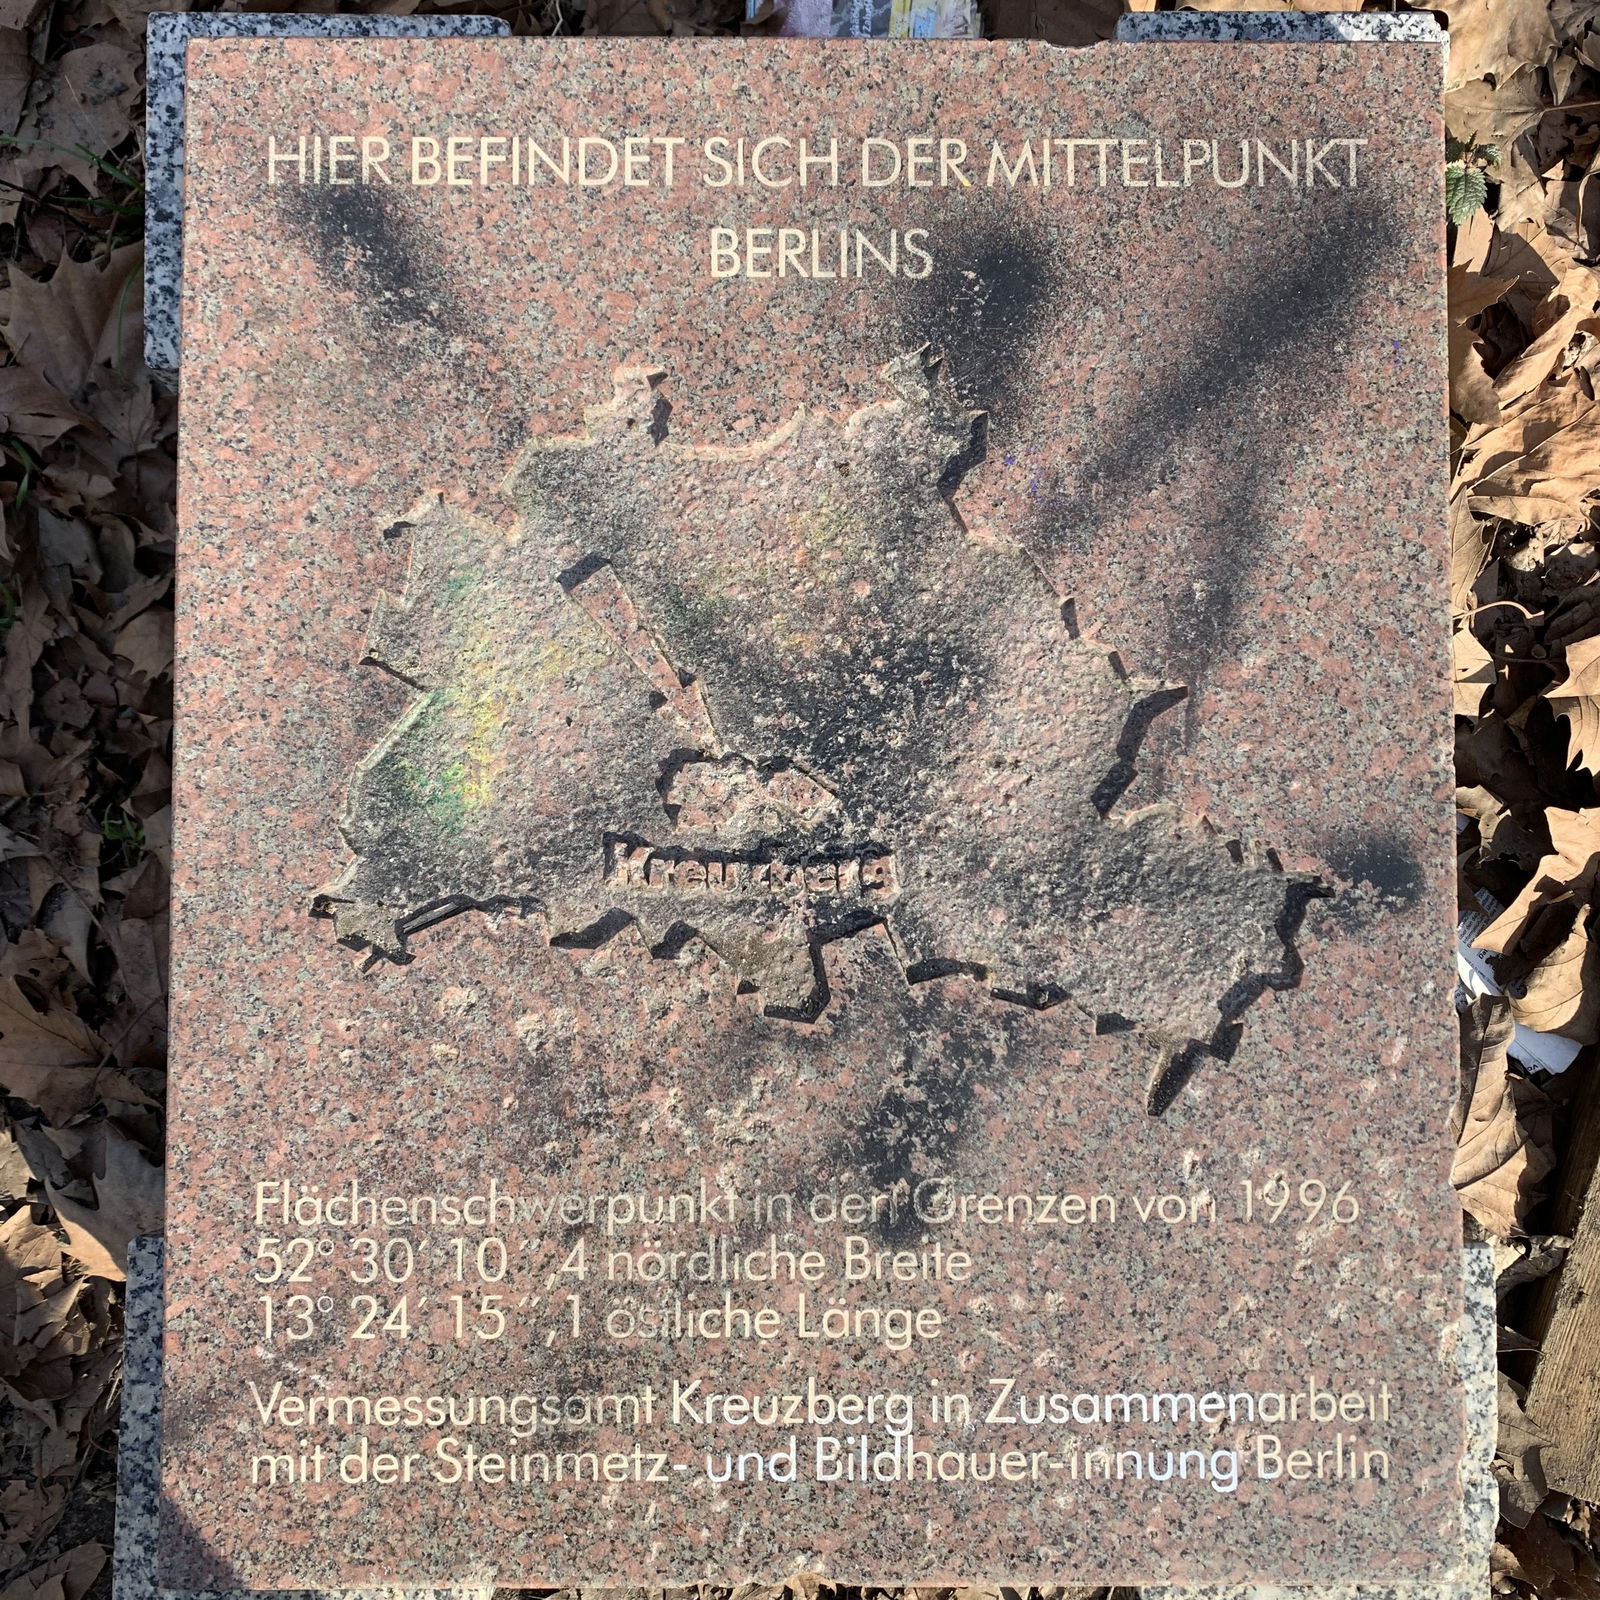 HIER BEFINDET SICH DER MITTELPUNKT
BERLINS
Kreuzberg
Flächenschwerpunkt in den Grenzen von 1996
52° 30′ 10″,4 nördliche Breite
13° 24′ 15″,1 östliche Länge
Vermessungsamt Kreuzberg in Zusammenarbeit
mit der Steinmetz- und Bildhauer-innung Berlin